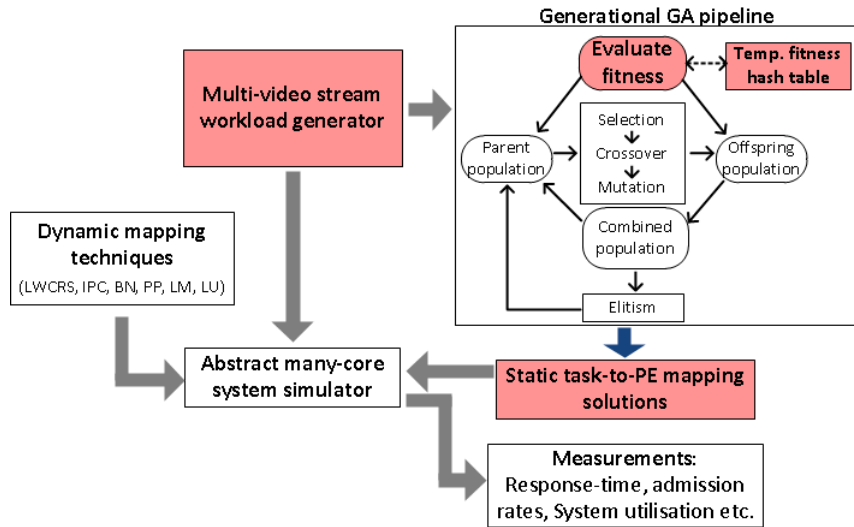 Generational GA pipeline
Evaluate
fitness
Temp. fitness
hash table
Multi-video stream
workload generator
Selection
Crossover
Mutation
Parent
population
Offspring
population
Combined
population
Elitism
Dynamic mapping
techniques
(LWCRS, IPC, BN, PP, LM, LU)
Abstract many-core
system simulator
Static task-to-PE mapping
solutions
Measurements:
Response-time, admission
rates, System utilisation etc.